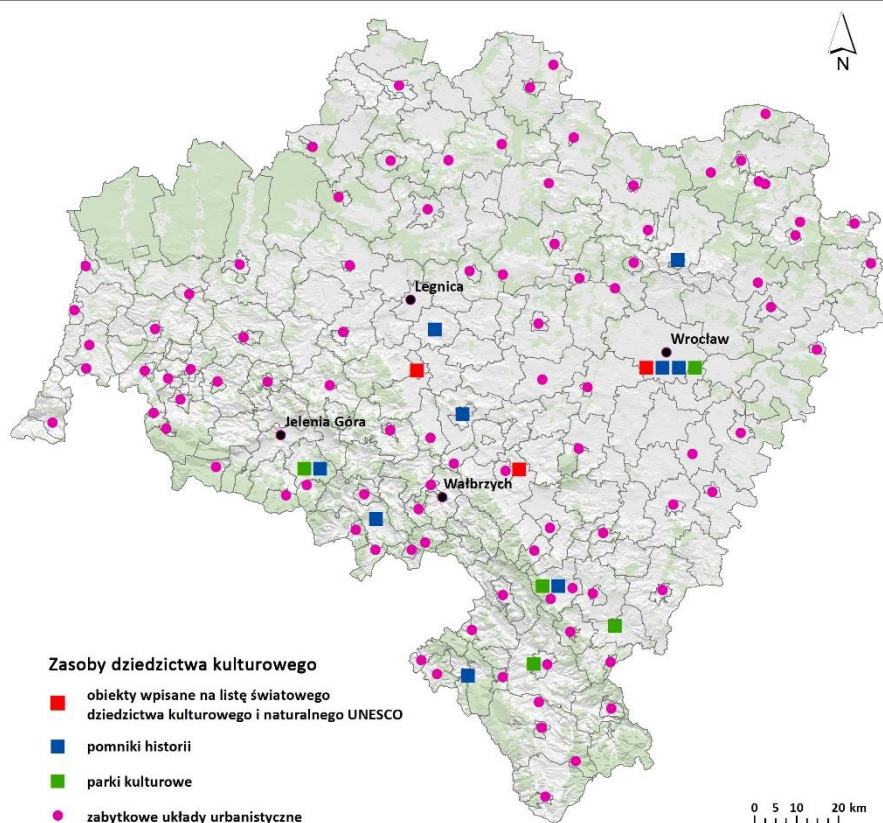 N
Legnica
Wrocław
Jelenia Góra
Wałbrzych
Zasoby dziedzictwa kulturowego
obiekty wpisane na listę światowego
dziedzictwa kulturowego i naturalnego UNESCO
pomniki historii
parki kulturowe
zabytkowe układy urbanistyczne
0 5 10 20 km